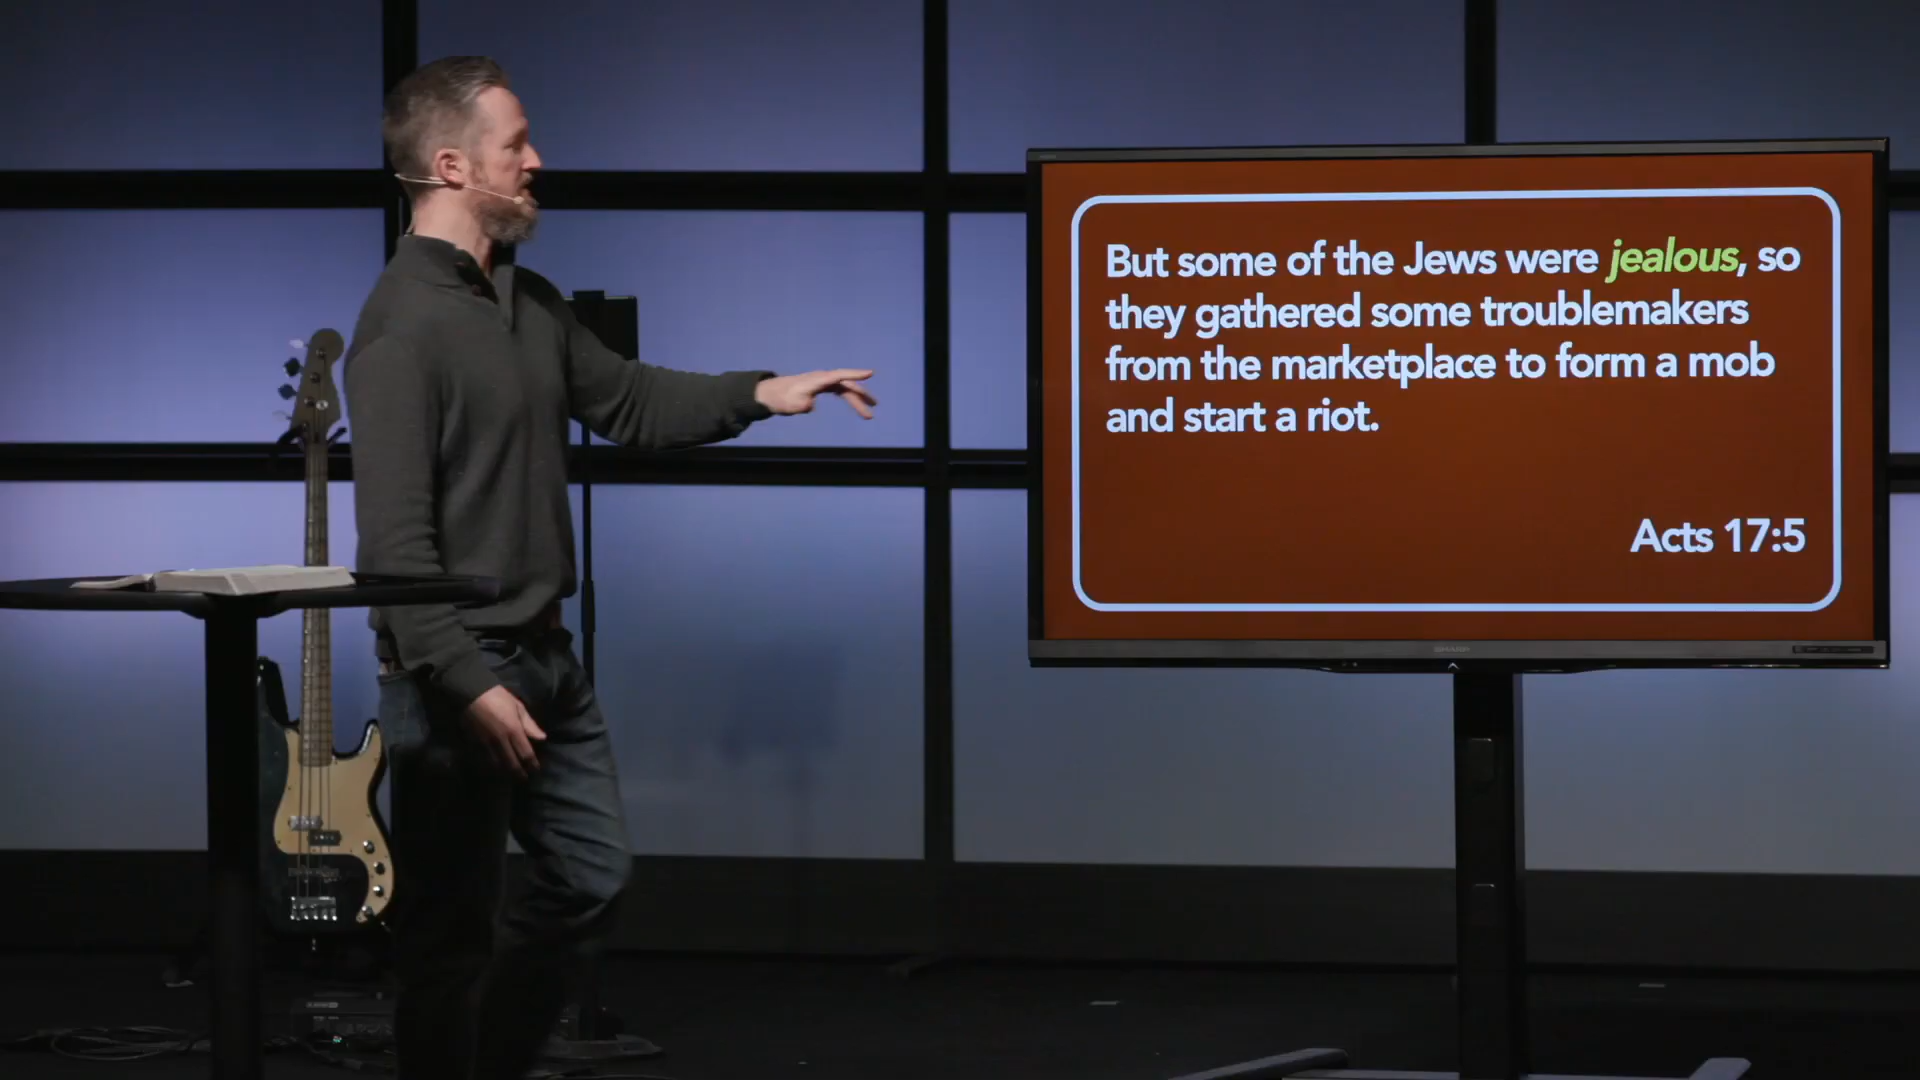 But some of the Jews were jealous, so
they gathered some troublemakers
from the marketplace to form a mob
and start a riot.
Acts 17:5
SHARP